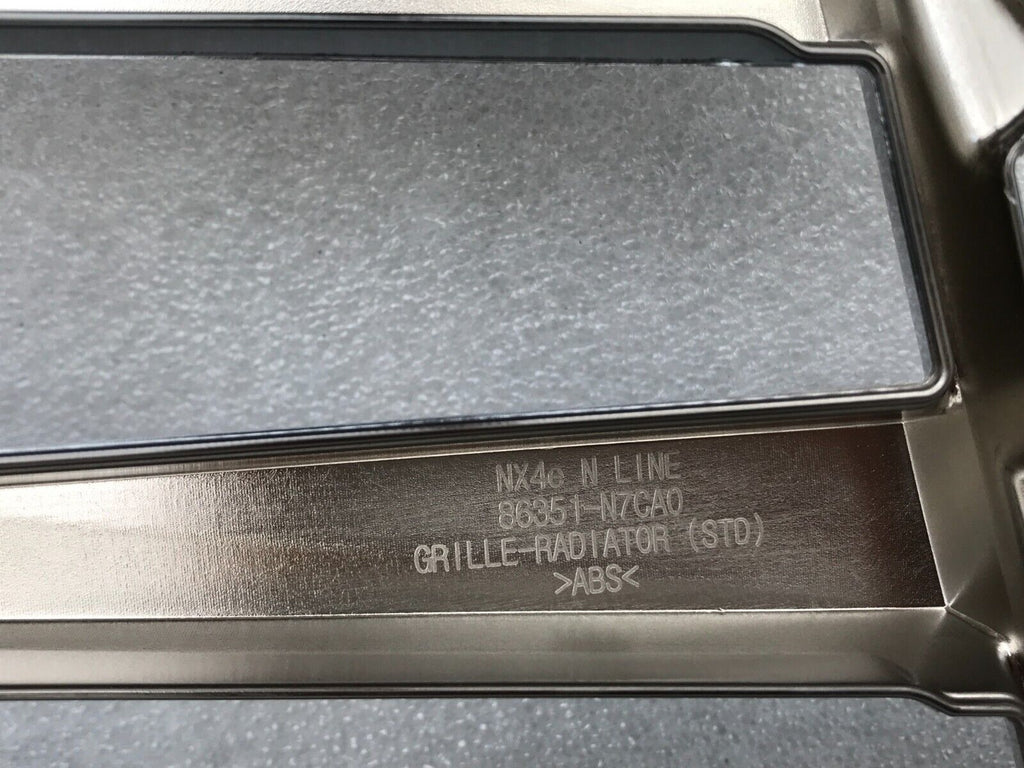 NX4e N LINE
86351-N7CA0
GRILLE-RADIATOR (STD)
>ABS<